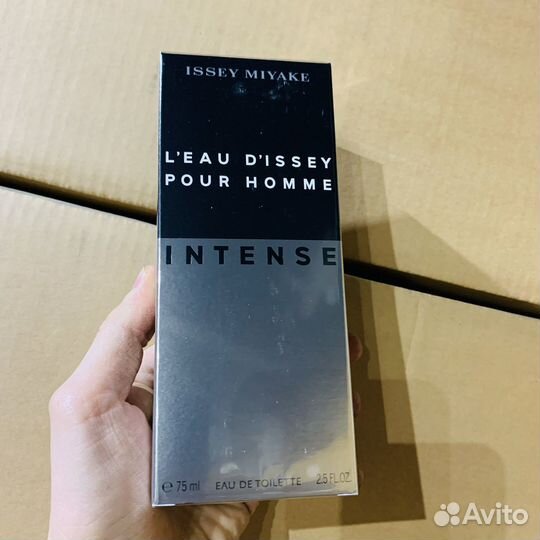 ISSEY MIYAKE
L'EAU D'ISSEY
POUR HOMME
INTENSE
℮ 75 ml EAU DE TOILETTE 2.5 FL.OZ.
Avito